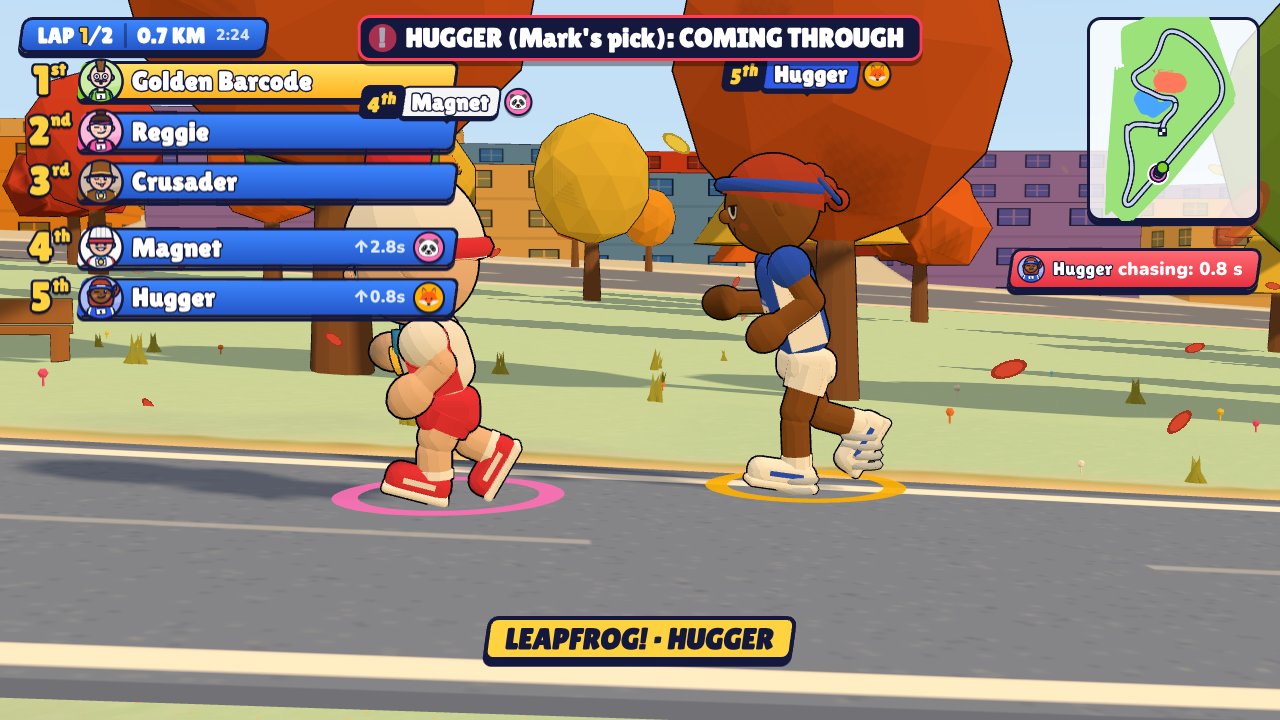 LAP 1/2 0.7 KM 2:24
! HUGGER (Mark's pick): COMING THROUGH
1st Golden Barcode
5th Hugger
4th Magnet
2nd Reggie
3rd Crusader
4th Magnet ↑2.8s
5th Hugger ↑0.8s
Hugger chasing: 0.8 s
LEAPFROG! · HUGGER